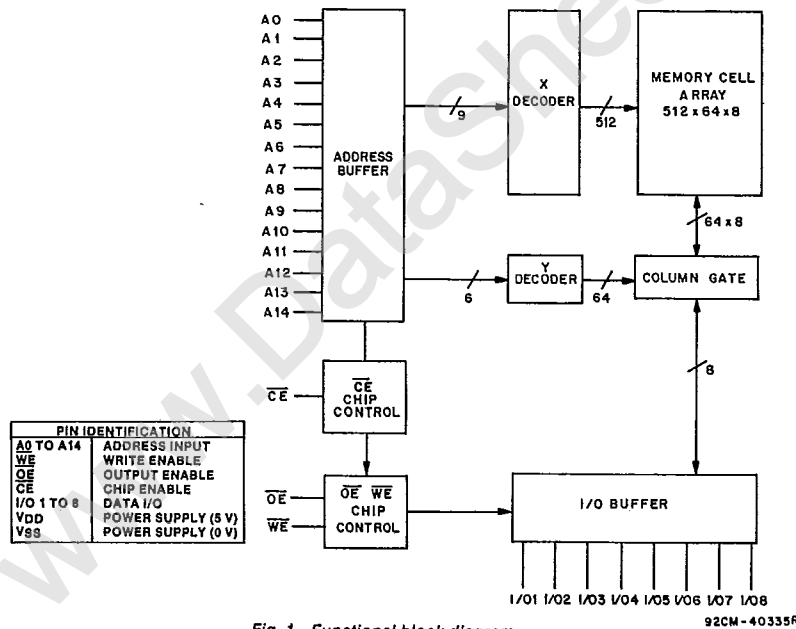 A0
A1
A2
A3
A4
A5
A6
A7
A8
A9
A10
A11
A12
A13
A14
ADDRESS
BUFFER
9
X
DECODER
512
MEMORY CELL
ARRAY
512 x 64 x 8
64 x 8
6
Y
DECODER
64
COLUMN GATE
8
CE
CE
CHIP
CONTROL
OE
WE
OE WE
CHIP
CONTROL
I/O BUFFER
I/O1 I/O2 I/O3 I/O4 I/O5 I/O6 I/O7 I/O8
PIN IDENTIFICATION
A0 TO A14 ADDRESS INPUT
WE WRITE ENABLE
OE OUTPUT ENABLE
CE CHIP ENABLE
I/O 1 TO 8 DATA I/O
VDD POWER SUPPLY (5 V)
VSS POWER SUPPLY (0 V)
92CM-40335R
Fig. 1 Functional block diagram
www.DataShee